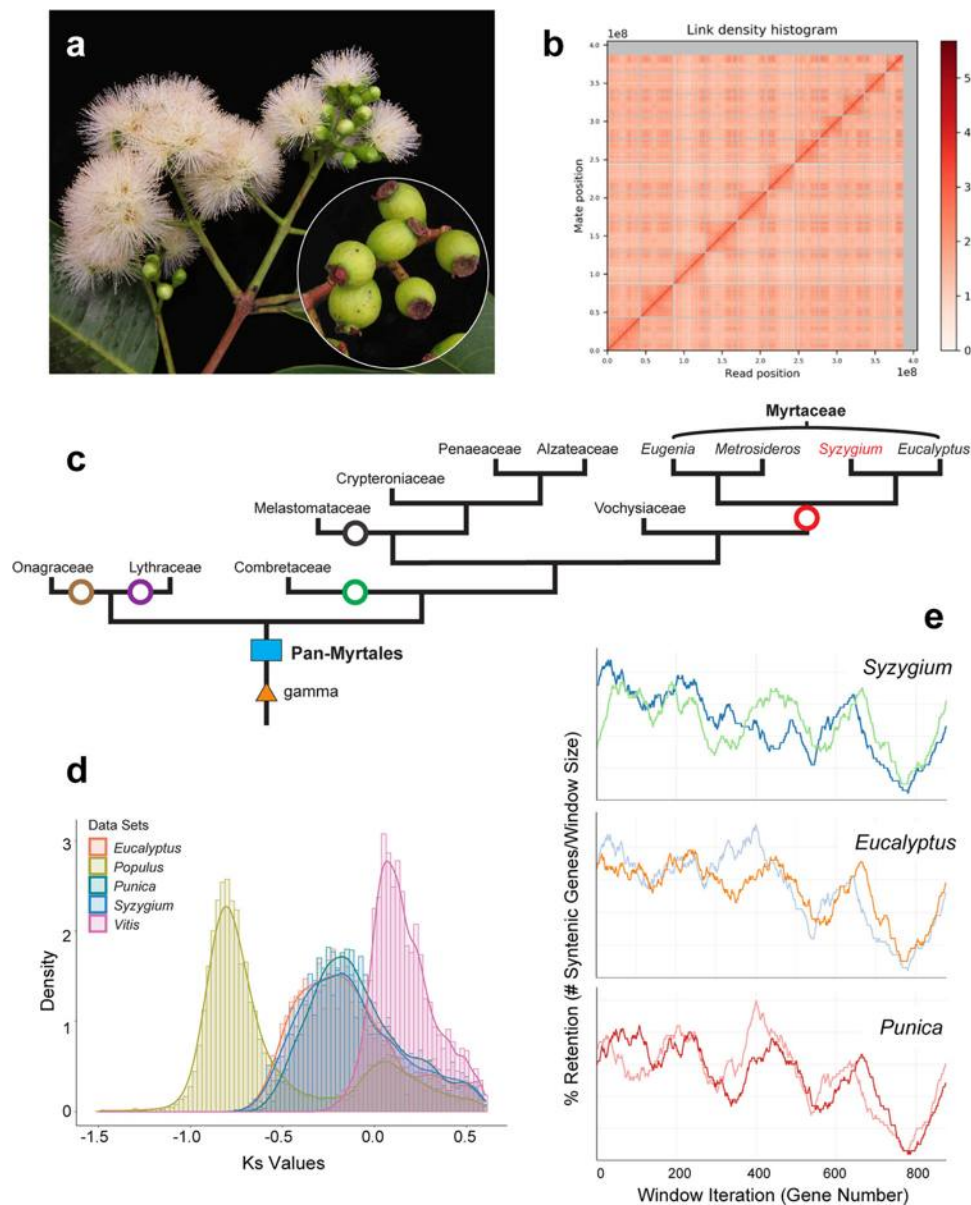 a
b
Link density histogram
1e8
4.0
3.5
3.0
2.5
2.0
1.5
1.0
0.5
0.0
Mate position
0.0 0.5 1.0 1.5 2.0 2.5 3.0 3.5 4.0
Read position
1e8
5
4
3
2
1
0
c
Myrtaceae
Penaeaceae Alzateaceae Eugenia Metrosideros Syzygium Eucalyptus
Crypteroniaceae
Melastomataceae Vochysiaceae
Onagraceae Lythraceae Combretaceae
Pan-Myrtales
gamma
d
Data Sets
Eucalyptus
Populus
Punica
Syzygium
Vitis
3
2
1
0
Density
-1.5 -1.0 -0.5 0.0 0.5
Ks Values
e
Syzygium
Eucalyptus
Punica
% Retention (# Syntenic Genes/Window Size)
0 200 400 600 800
Window Iteration (Gene Number)